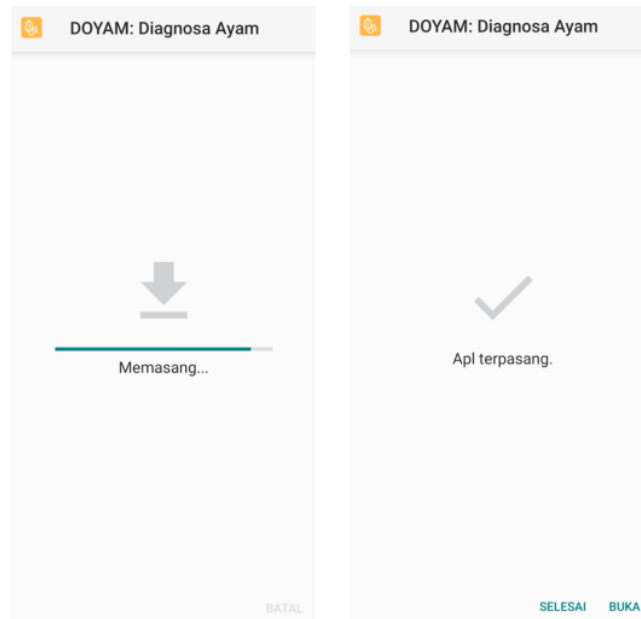 DOYAM: Diagnosa Ayam
Memasang...
BATAL
DOYAM: Diagnosa Ayam
Apl terpasang.
SELESAI BUKA